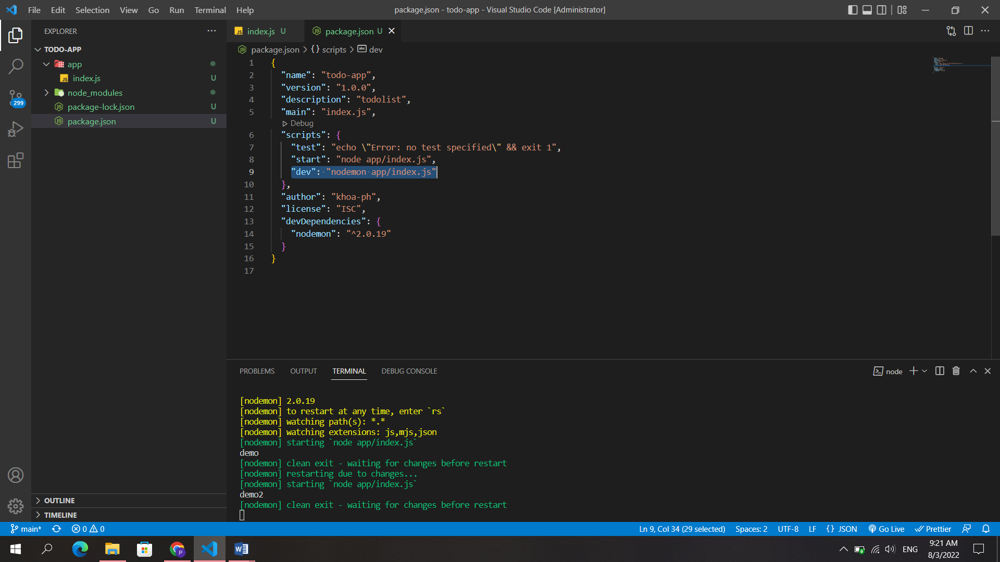 File Edit Selection View Go Run Terminal Help
package.json - todo-app - Visual Studio Code [Administrator]
EXPLORER
TODO-APP
app
index.js U
node_modules
package-lock.json U
package.json U
299
OUTLINE
TIMELINE
index.js U
package.json U
package.json > {} scripts > dev
1 {
2 "name": "todo-app",
3 "version": "1.0.0",
4 "description": "todolist",
5 "main": "index.js",
Debug
6 "scripts": {
7 "test": "echo \"Error: no test specified\" && exit 1",
8 "start": "node app/index.js",
9 "dev": "nodemon app/index.js"
10 },
11 "author": "khoa-ph",
12 "license": "ISC",
13 "devDependencies": {
14 "nodemon": "^2.0.19"
15 }
16 }
17
PROBLEMS OUTPUT TERMINAL DEBUG CONSOLE
node
[nodemon] 2.0.19
[nodemon] to restart at any time, enter `rs`
[nodemon] watching path(s): *.*
[nodemon] watching extensions: js,mjs,json
[nodemon] starting `node app/index.js`
demo
[nodemon] clean exit - waiting for changes before restart
[nodemon] restarting due to changes...
[nodemon] starting `node app/index.js`
demo2
[nodemon] clean exit - waiting for changes before restart
main* 0 0
Ln 9, Col 34 (29 selected) Spaces: 2 UTF-8 LF {} JSON Go Live Prettier
ENG
9:21 AM
8/3/2022